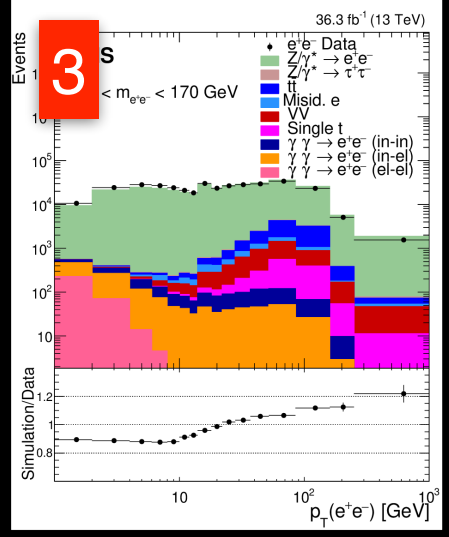 36.3 fb⁻¹ (13 TeV)
3
S
Events
e⁺e⁻ Data
Z/γ* → e⁺e⁻
Z/γ* → τ⁺τ⁻
< m_{e⁺e⁻} < 170 GeV
tt̄
Misid. e
VV
Single t
γ γ → e⁺e⁻ (in-in)
γ γ → e⁺e⁻ (in-el)
γ γ → e⁺e⁻ (el-el)
10⁵
10⁴
10³
10²
10
Simulation/Data
1.2
1
0.8
10 10² 10³
p_T(e⁺e⁻) [GeV]